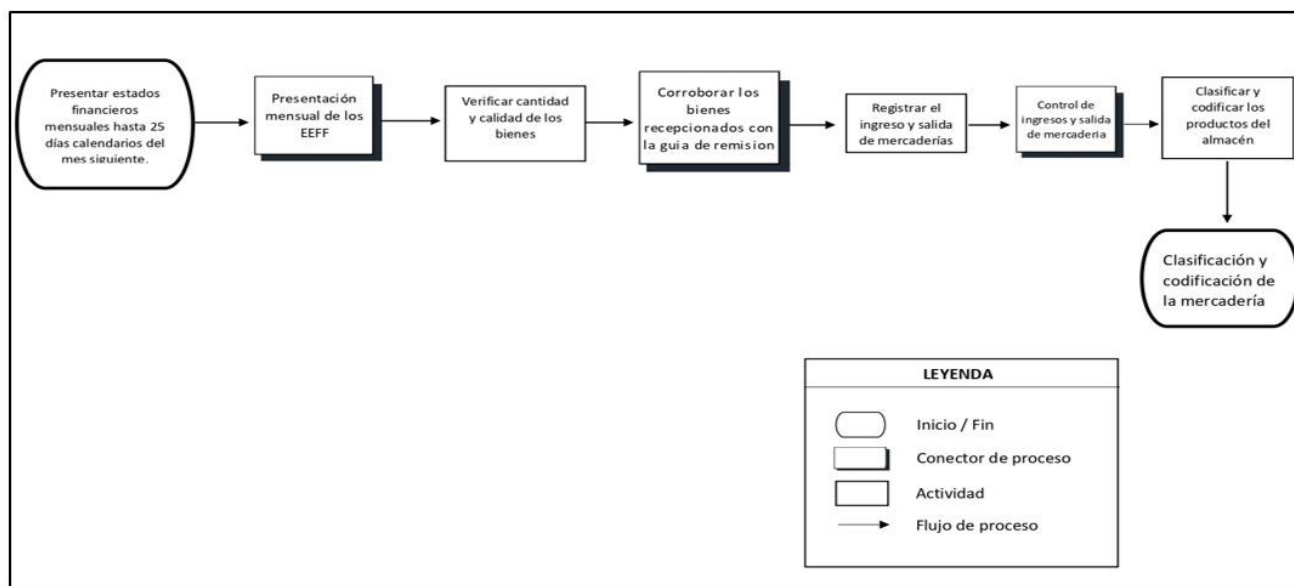 Presentar estados
financieros
mensuales hasta 25
días calendarios del
mes siguiente.
Presentación
mensual de los
EEFF
Verificar cantidad
y calidad de los
bienes
Corroborar los
bienes
recepcionados con
la guia de remision
Registrar el
ingreso y salida
de mercaderías
Control de
ingresos y salida
de mercaderia
Clasificar y
codificar los
productos del
almacén
Clasificación y
codificación de
la mercadería
LEYENDA
Inicio / Fin
Conector de proceso
Actividad
Flujo de proceso